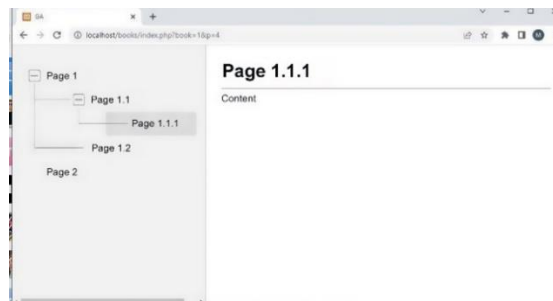 GA
localhost/books/index.php?book=1&p=4
Page 1
Page 1.1
Page 1.1.1
Page 1.2
Page 2
Page 1.1.1
Content